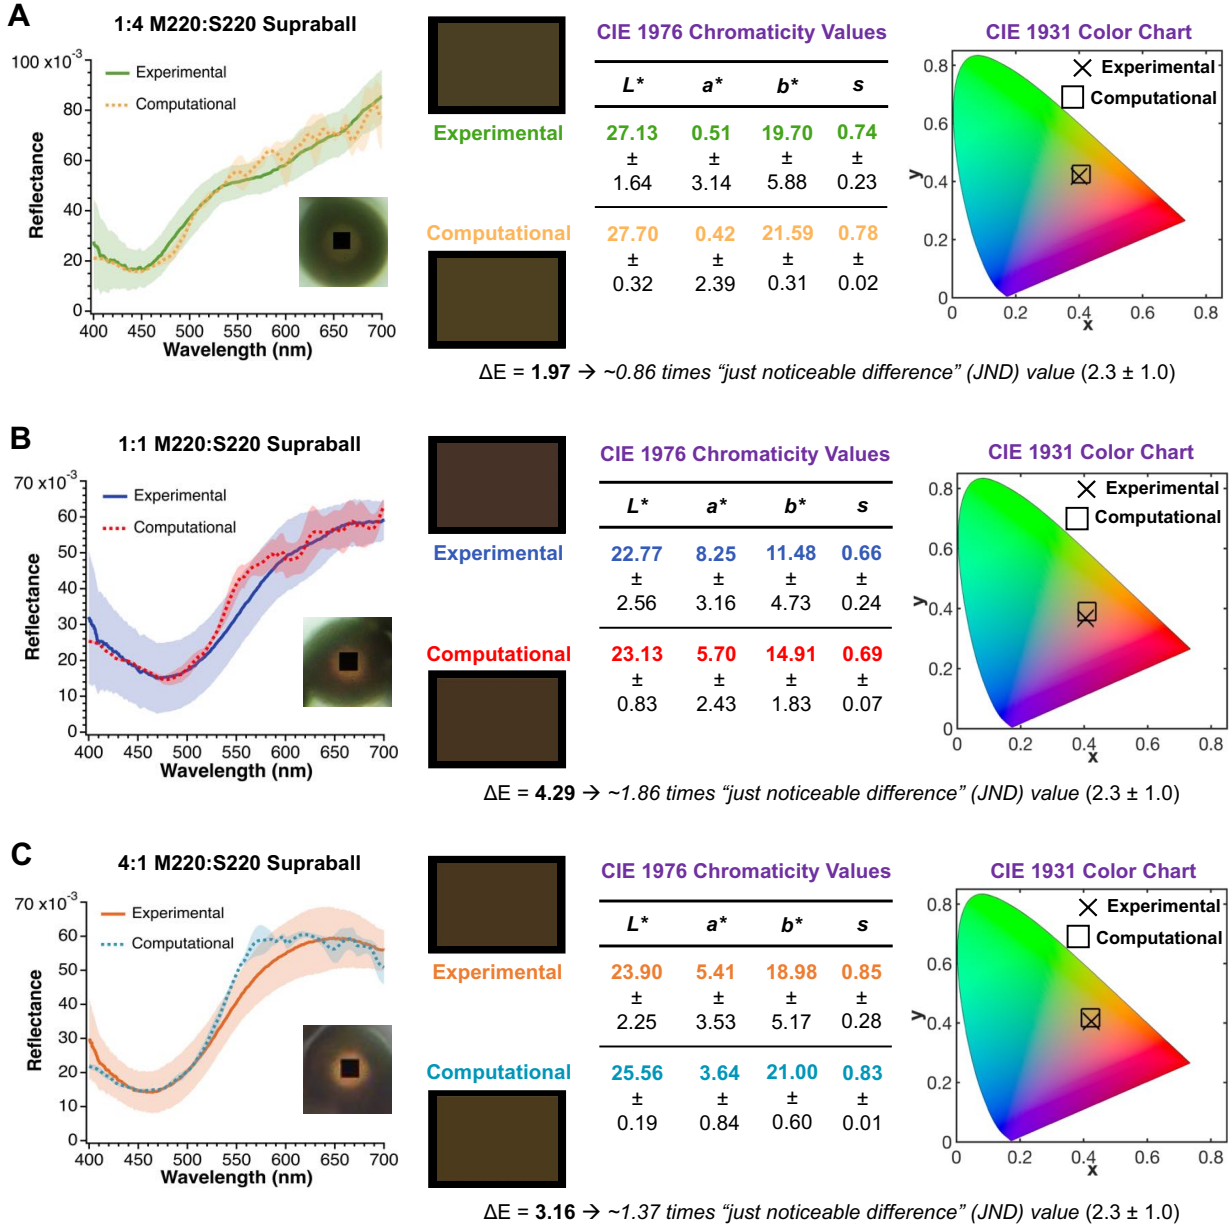 A
1:4 M220:S220 Supraball
100 x10⁻³
80
60
40
20
0
Reflectance
Experimental
Computational
400 450 500 550 600 650 700
Wavelength (nm)
Experimental
Computational
CIE 1976 Chromaticity Values
L* a* b* s
27.13 0.51 19.70 0.74
± ± ± ±
1.64 3.14 5.88 0.23
27.70 0.42 21.59 0.78
± ± ± ±
0.32 2.39 0.31 0.02
CIE 1931 Color Chart
Experimental
Computational
0.8
0.6
0.4
0.2
0
y
0 0.2 0.4 0.6 0.8
x
ΔE = 1.97 → ~0.86 times “just noticeable difference” (JND) value (2.3 ± 1.0)
B
1:1 M220:S220 Supraball
70 x10⁻³
60
50
40
30
20
10
0
Reflectance
Experimental
Computational
400 450 500 550 600 650 700
Wavelength (nm)
Experimental
Computational
CIE 1976 Chromaticity Values
L* a* b* s
22.77 8.25 11.48 0.66
± ± ± ±
2.56 3.16 4.73 0.24
23.13 5.70 14.91 0.69
± ± ± ±
0.83 2.43 1.83 0.07
CIE 1931 Color Chart
Experimental
Computational
0.8
0.6
0.4
0.2
0
y
0 0.2 0.4 0.6 0.8
x
ΔE = 4.29 → ~1.86 times “just noticeable difference” (JND) value (2.3 ± 1.0)
C
4:1 M220:S220 Supraball
70 x10⁻³
60
50
40
30
20
10
0
Reflectance
Experimental
Computational
400 450 500 550 600 650 700
Wavelength (nm)
Experimental
Computational
CIE 1976 Chromaticity Values
L* a* b* s
23.90 5.41 18.98 0.85
± ± ± ±
2.25 3.53 5.17 0.28
25.56 3.64 21.00 0.83
± ± ± ±
0.19 0.84 0.60 0.01
CIE 1931 Color Chart
Experimental
Computational
0.8
0.6
0.4
0.2
0
y
0 0.2 0.4 0.6 0.8
x
ΔE = 3.16 → ~1.37 times “just noticeable difference” (JND) value (2.3 ± 1.0)